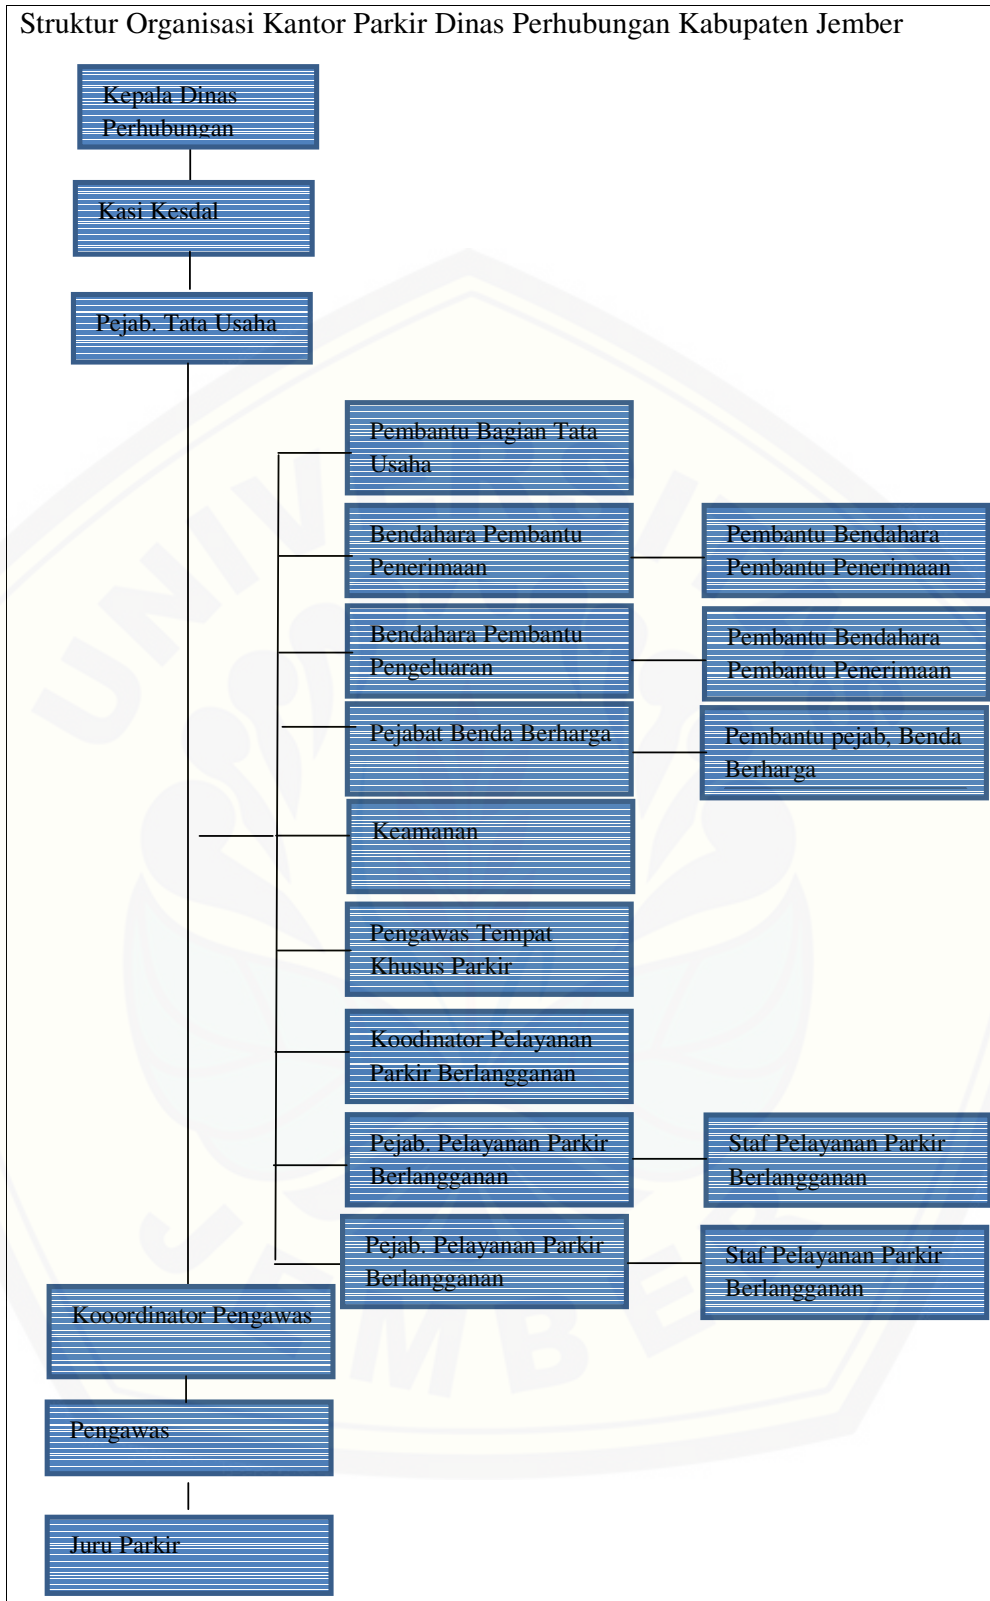 Struktur Organisasi Kantor Parkir Dinas Perhubungan Kabupaten Jember
Kepala Dinas
Perhubungan
Kasi Kesdal
Pejab. Tata Usaha
Pembantu Bagian Tata
Usaha
Bendahara Pembantu
Penerimaan
Pembantu Bendahara
Pembantu Penerimaan
Bendahara Pembantu
Pengeluaran
Pembantu Bendahara
Pembantu Penerimaan
Pejabat Benda Berharga
Pembantu pejab, Benda
Berharga
Keamanan
Pengawas Tempat
Khusus Parkir
Koodinator Pelayanan
Parkir Berlangganan
Pejab. Pelayanan Parkir
Berlangganan
Staf Pelayanan Parkir
Berlangganan
Pejab. Pelayanan Parkir
Berlangganan
Staf Pelayanan Parkir
Berlangganan
Kooordinator Pengawas
Pengawas
Juru Parkir
UNIVERSITAS
JEMBER